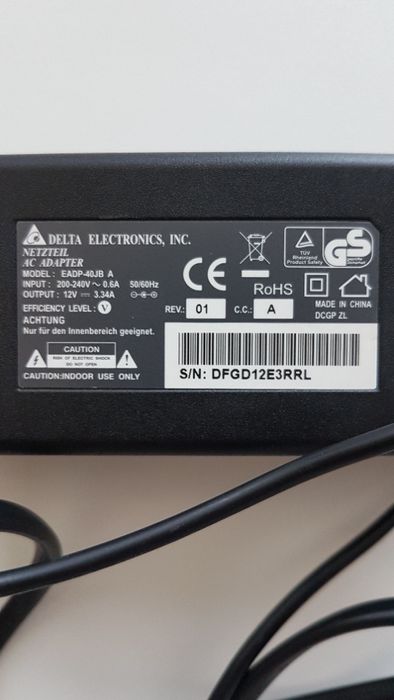 DELTA ELECTRONICS, INC.
NETZTEIL
AC ADAPTER
MODEL : EADP-40JB A
INPUT : 200-240V ~ 0.6A 50/60Hz
OUTPUT : 12V ⎓ 3.34A
EFFICIENCY LEVEL : V
ACHTUNG
Nur für den Innenbereich geeignet.
CAUTION
RISK OF ELECTRIC SHOCK
DO NOT OPEN
CAUTION:INDOOR USE ONLY
CE
RoHS
TÜV
Rheinland
Product Safety
GS
geprüfte
Sicherheit
MADE IN CHINA
DCGP ZL
REV.: 01 C.C.: A
S/N: DFGD12E3RRL